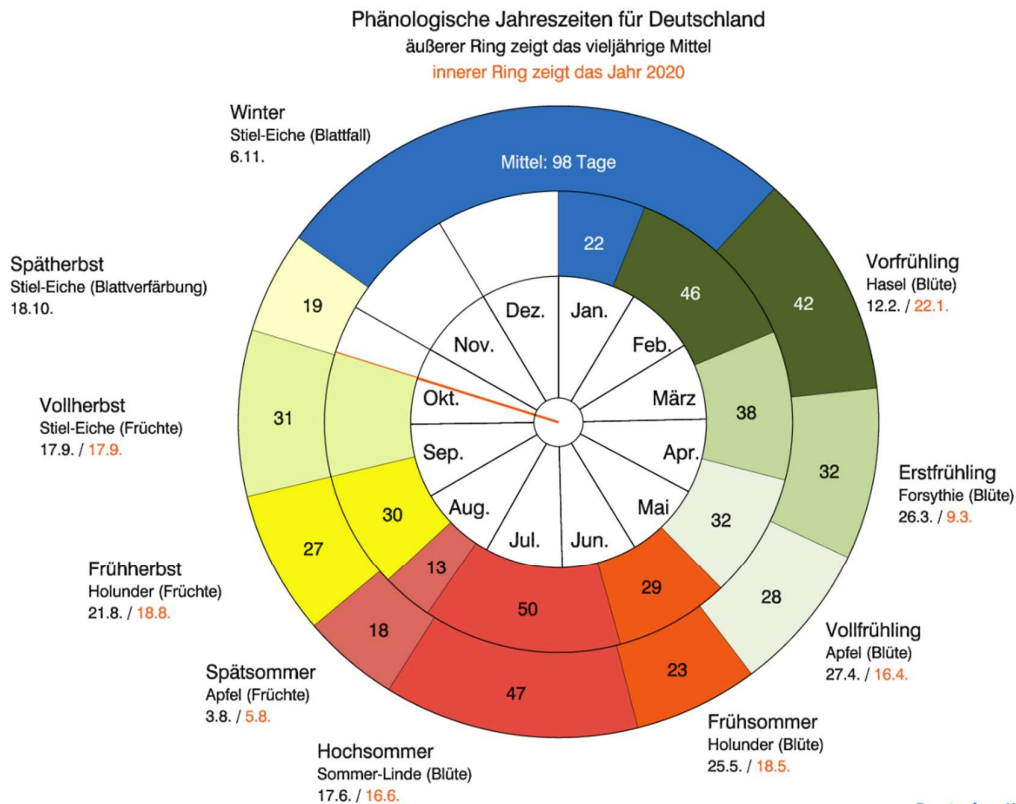 Phänologische Jahreszeiten für Deutschland
äußerer Ring zeigt das vieljährige Mittel
innerer Ring zeigt das Jahr 2020
Winter
Stiel-Eiche (Blattfall)
6.11.
Mittel: 98 Tage
Vorfrühling
Hasel (Blüte)
12.2. / 22.1.
Erstfrühling
Forsythie (Blüte)
26.3. / 9.3.
Vollfrühling
Apfel (Blüte)
27.4. / 16.4.
Frühsommer
Holunder (Blüte)
25.5. / 18.5.
Hochsommer
Sommer-Linde (Blüte)
17.6. / 16.6.
Spätsommer
Apfel (Früchte)
3.8. / 5.8.
Frühherbst
Holunder (Früchte)
21.8. / 18.8.
Vollherbst
Stiel-Eiche (Früchte)
17.9. / 17.9.
Spätherbst
Stiel-Eiche (Blattverfärbung)
18.10.
42
32
28
23
47
18
27
31
19
22
46
38
32
29
50
13
30
Jan.
Feb.
März
Apr.
Mai
Jun.
Jul.
Aug.
Sep.
Okt.
Nov.
Dez.